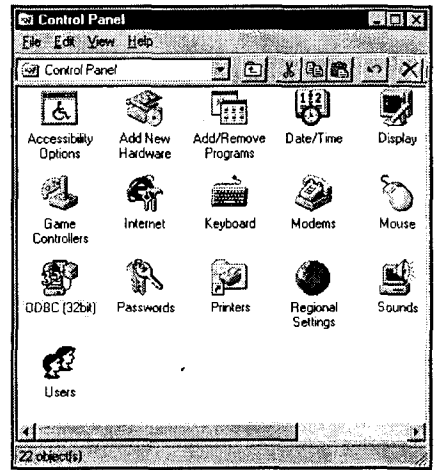 Control Panel
File Edit View Help
Control Panel
Accessibility Options
Add New Hardware
Add/Remove Programs
Date/Time
Display
Game Controllers
Internet
Keyboard
Modems
Mouse
ODBC (32bit)
Passwords
Printers
Regional Settings
Sounds
Users
22 object(s)